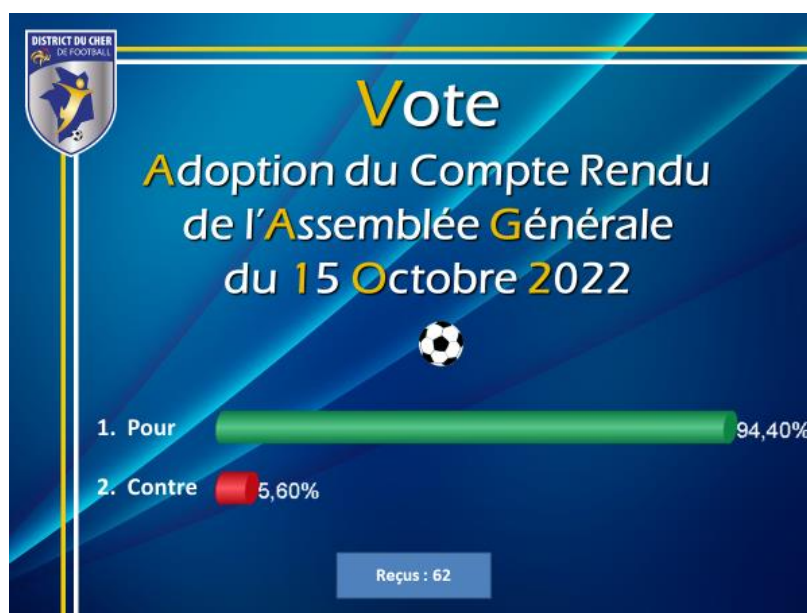 DISTRICT DU CHER
DE FOOTBALL
Vote
Adoption du Compte Rendu
de l'Assemblée Générale
du 15 Octobre 2022
1. Pour 94,40%
2. Contre 5,60%
Reçus : 62